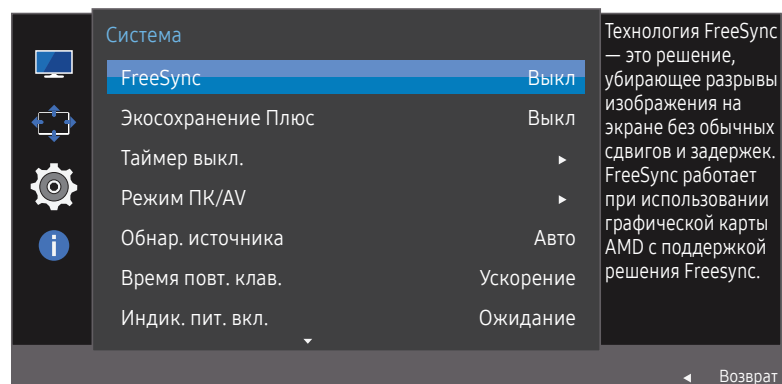 Система
FreeSync Выкл
Экосохранение Плюс Выкл
Таймер выкл.
Режим ПК/AV
Обнар. источника Авто
Время повт. клав. Ускорение
Индик. пит. вкл. Ожидание
Технология FreeSync
— это решение,
убирающее разрывы
изображения на
экране без обычных
сдвигов и задержек.
FreeSync работает
при использовании
графической карты
AMD с поддержкой
решения Freesync.
Возврат